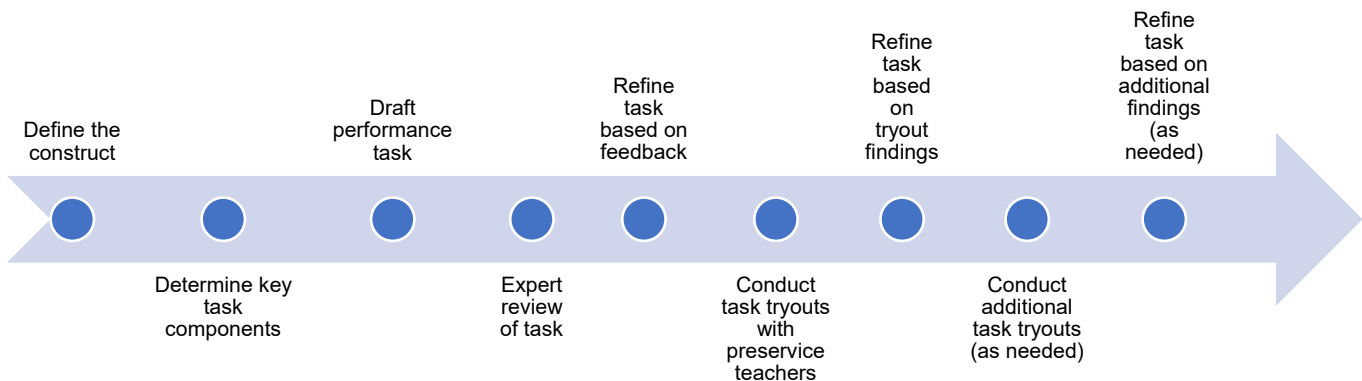 Define the
construct
Determine key
task
components
Draft
performance
task
Expert
review
of task
Refine
task
based on
feedback
Conduct
task tryouts
with
preservice
teachers
Refine
task
based
on
tryout
findings
Conduct
additional
task tryouts
(as needed)
Refine
task
based on
additional
findings
(as
needed)